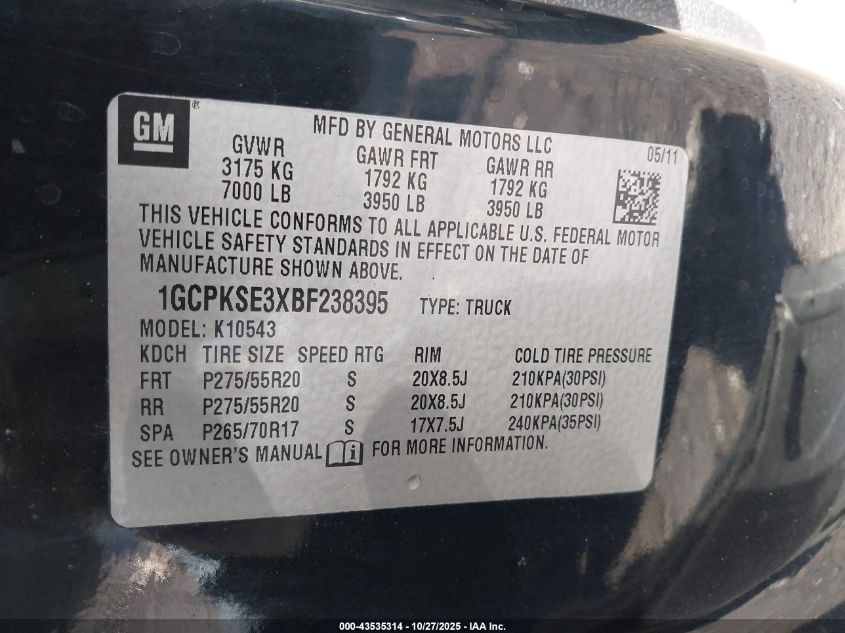 GM®
MFD BY GENERAL MOTORS LLC
05/11
GVWR GAWR FRT GAWR RR
3175 KG 1792 KG 1792 KG
7000 LB 3950 LB 3950 LB
THIS VEHICLE CONFORMS TO ALL APPLICABLE U.S. FEDERAL MOTOR
VEHICLE SAFETY STANDARDS IN EFFECT ON THE DATE OF
MANUFACTURE SHOWN ABOVE.
1GCPKSE3XBF238395 TYPE: TRUCK
MODEL: K10543
KDCH TIRE SIZE SPEED RTG RIM COLD TIRE PRESSURE
FRT P275/55R20 S 20X8.5J 210KPA(30PSI)
RR P275/55R20 S 20X8.5J 210KPA(30PSI)
SPA P265/70R17 S 17X7.5J 240KPA(35PSI)
SEE OWNER'S MANUAL FOR MORE INFORMATION.
000-43535314 - 10/27/2025 - IAA Inc.